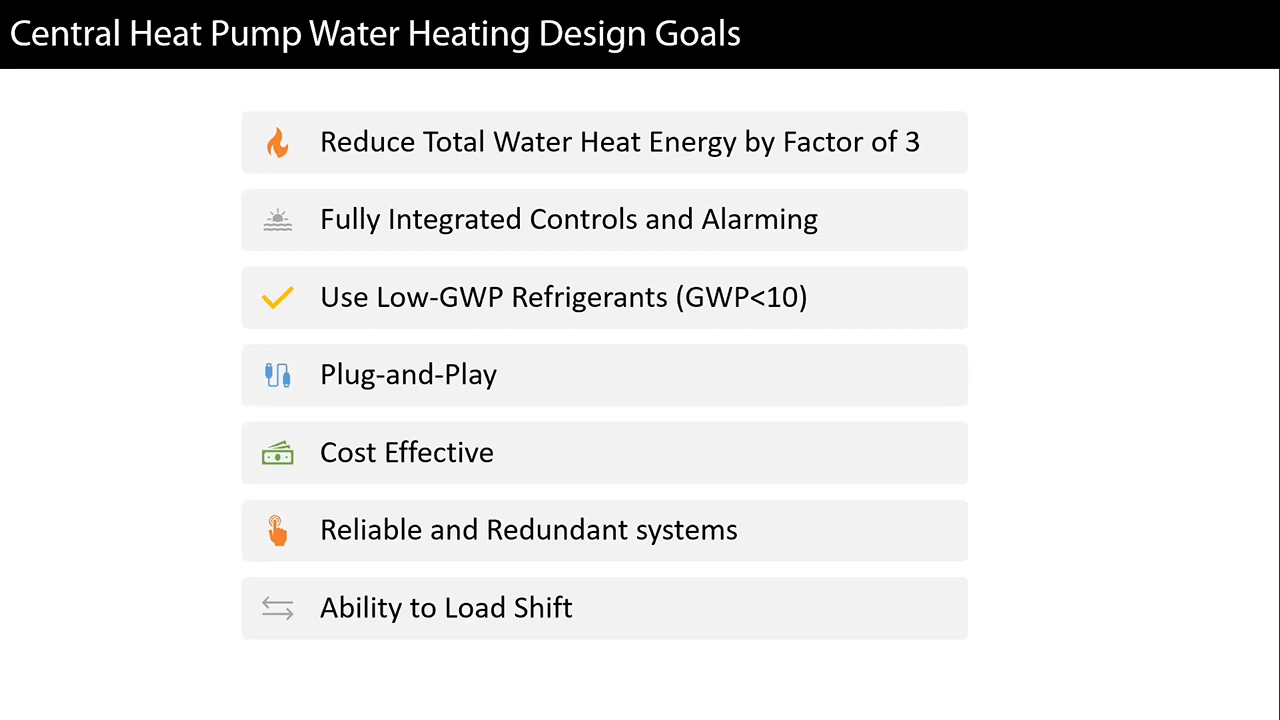 Central Heat Pump Water Heating Design Goals
Reduce Total Water Heat Energy by Factor of 3
Fully Integrated Controls and Alarming
Use Low-GWP Refrigerants (GWP<10)
Plug-and-Play
Cost Effective
Reliable and Redundant systems
Ability to Load Shift